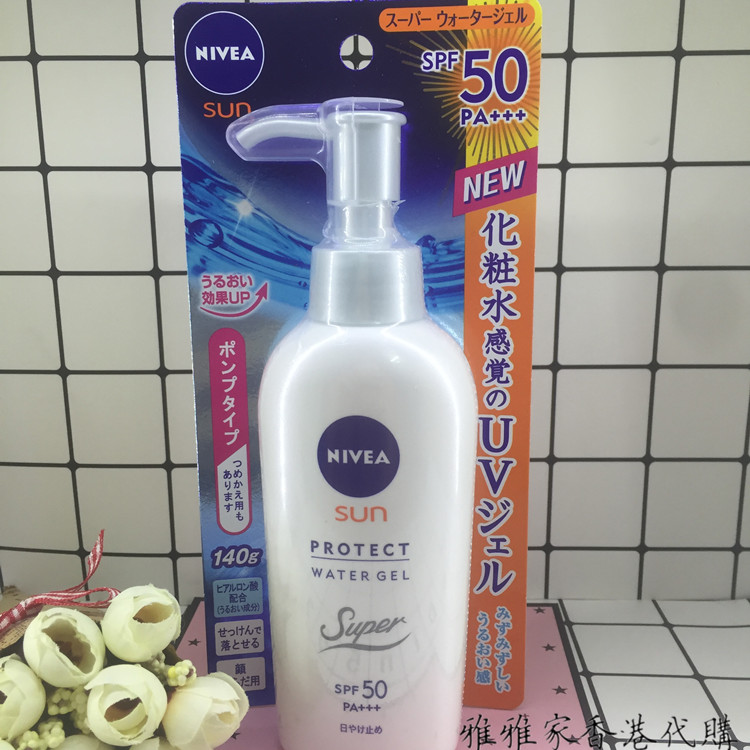 NIVEA
sun
スーパー ウォータージェル
SPF 50
PA+++
NEW
化粧水感覚のUVジェル
みずみずしい
うるおい感
うるおい
効果UP
ポンプタイプ
つめかえ用も
あります
140g
ヒアルロン酸
配合
(うるおい成分)
せっけんで
落とせる
顔
だ用
NIVEA
sun
PROTECT
WATER GEL
Super
SPF 50
PA+++
日やけ止め
雅雅家香港代購